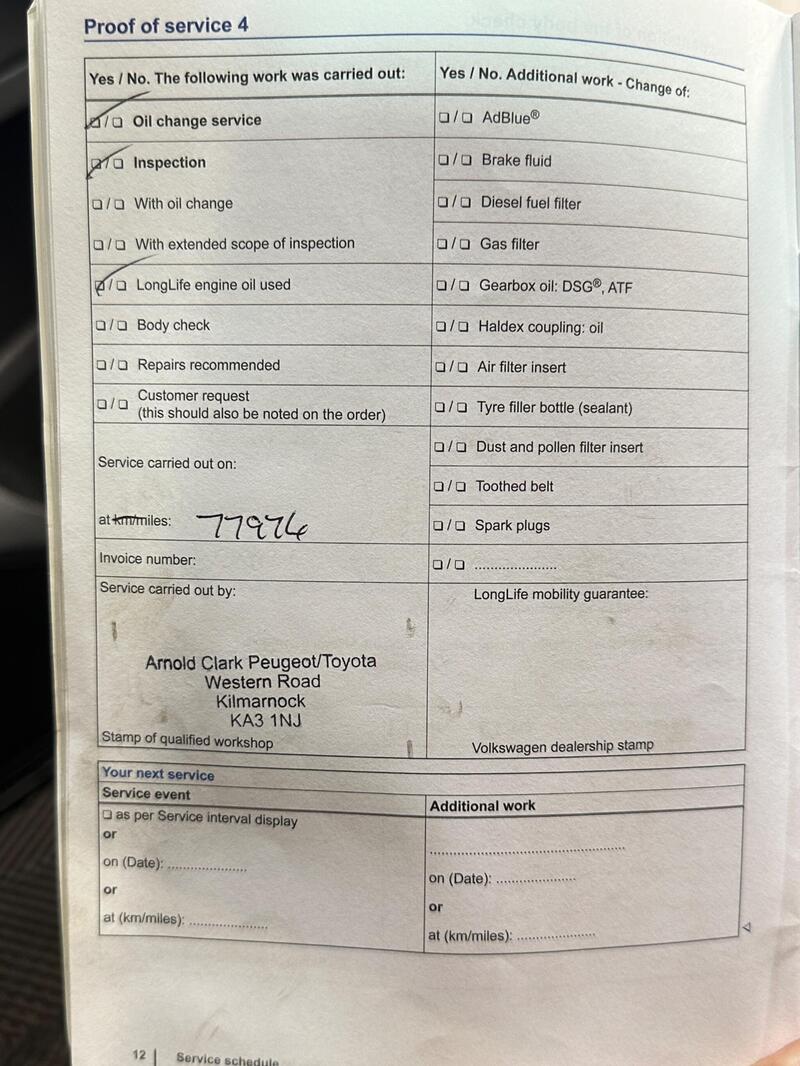 Proof of service 4
Yes / No. The following work was carried out:
❏ / ❏ Oil change service
❏ / ❏ Inspection
❏ / ❏ With oil change
❏ / ❏ With extended scope of inspection
❏ / ❏ LongLife engine oil used
❏ / ❏ Body check
❏ / ❏ Repairs recommended
❏ / ❏ Customer request
(this should also be noted on the order)
Service carried out on:
at km/miles: 77976
Invoice number:
Service carried out by:
Arnold Clark Peugeot/Toyota
Western Road
Kilmarnock
KA3 1NJ
Stamp of qualified workshop
Yes / No. Additional work - Change of:
❏ / ❏ AdBlue®
❏ / ❏ Brake fluid
❏ / ❏ Diesel fuel filter
❏ / ❏ Gas filter
❏ / ❏ Gearbox oil: DSG®, ATF
❏ / ❏ Haldex coupling: oil
❏ / ❏ Air filter insert
❏ / ❏ Tyre filler bottle (sealant)
❏ / ❏ Dust and pollen filter insert
❏ / ❏ Toothed belt
❏ / ❏ Spark plugs
❏ / ❏ .....................
LongLife mobility guarantee:
Volkswagen dealership stamp
Your next service
Service event
❏ as per Service interval display
or
on (Date): ....................
or
at (km/miles): ....................
Additional work
..................................................
on (Date): ....................
or
at (km/miles): ....................
12 | Service schedule